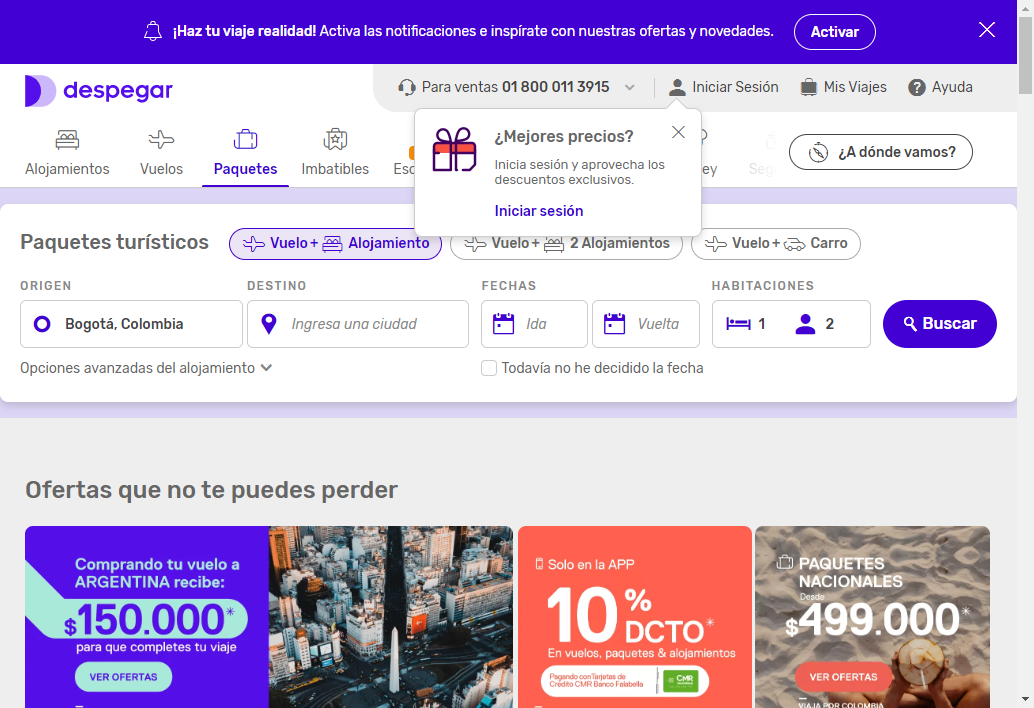 ¡Haz tu viaje realidad! Activa las notificaciones e inspírate con nuestras ofertas y novedades.
Activar
despegar
Para ventas 01 800 011 3915
Iniciar Sesión
Mis Viajes
Ayuda
Alojamientos
Vuelos
Paquetes
Imbatibles
¿A dónde vamos?
¿Mejores precios?
Inicia sesión y aprovecha los
descuentos exclusivos.
Iniciar sesión
Paquetes turísticos
Vuelo + Alojamiento
Vuelo + 2 Alojamientos
Vuelo + Carro
ORIGEN
DESTINO
FECHAS
HABITACIONES
Bogotá, Colombia
Ingresa una ciudad
Ida
Vuelta
1
2
Buscar
Opciones avanzadas del alojamiento
Todavía no he decidido la fecha
Ofertas que no te puedes perder
Comprando tu vuelo a
ARGENTINA recibe:
$150.000*
para que completes tu viaje
VER OFERTAS
Solo en la APP
10% DCTO*
En vuelos, paquetes & alojamientos
Pagando con Tarjetas de
Crédito CMR Banco Falabella
CMR
PAQUETES
NACIONALES
Desde
$499.000*
VER OFERTAS
VIAJA POR COLOMBIA